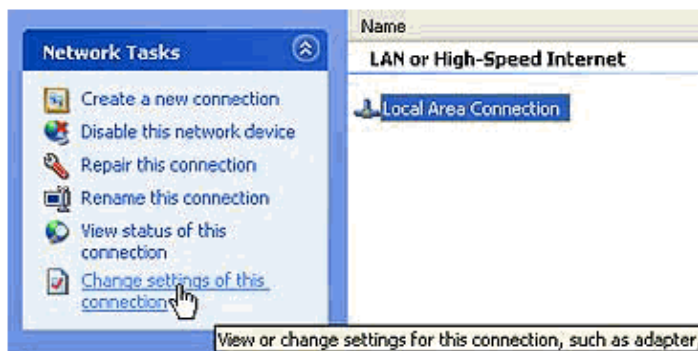 Name
Network Tasks
LAN or High-Speed Internet
Create a new connection
Local Area Connection
Disable this network device
Repair this connection
Rename this connection
View status of this
connection
Change settings of this
connection
View or change settings for this connection, such as adapter